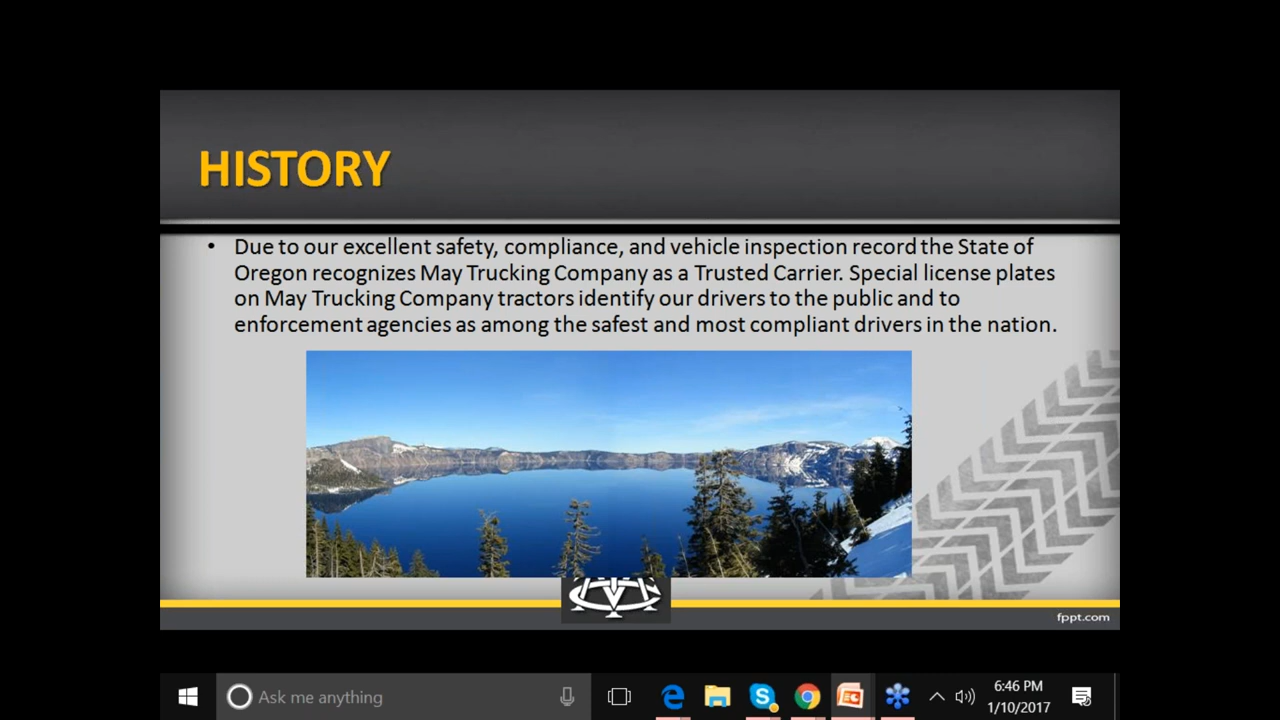 HISTORY
• Due to our excellent safety, compliance, and vehicle inspection record the State of
Oregon recognizes May Trucking Company as a Trusted Carrier. Special license plates
on May Trucking Company tractors identify our drivers to the public and to
enforcement agencies as among the safest and most compliant drivers in the nation.
fppt.com
Ask me anything
6:46 PM
1/10/2017